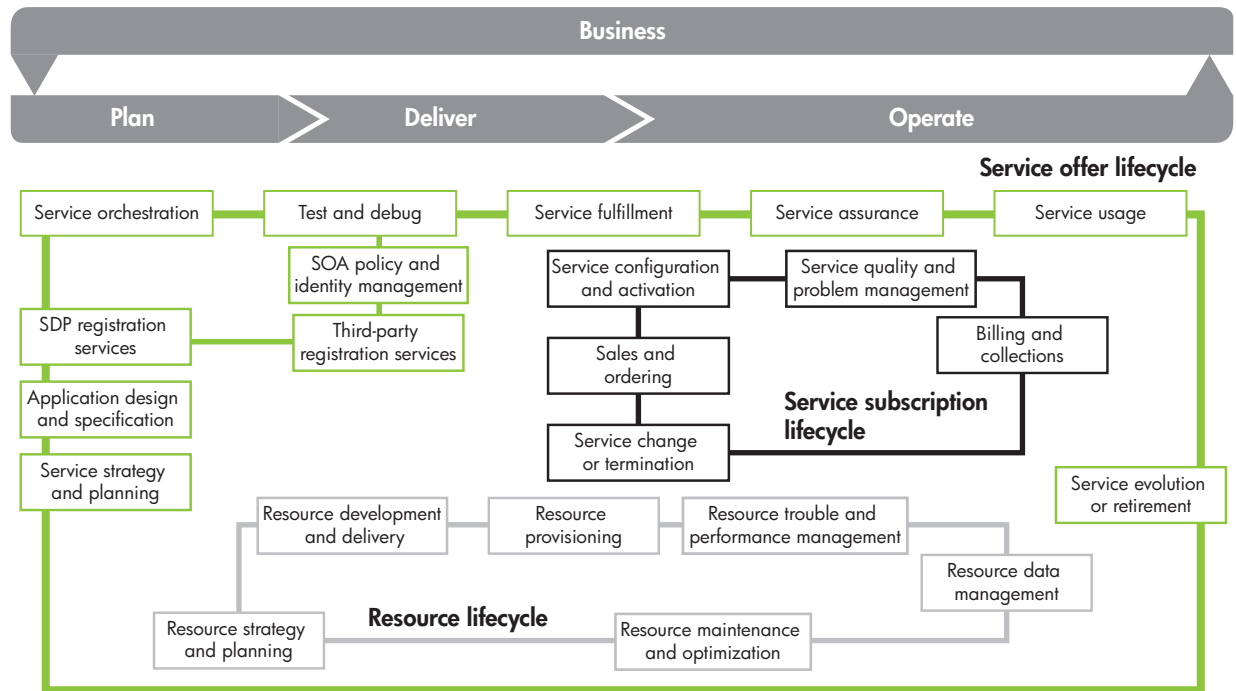 Business
Plan
Deliver
Operate
Service offer lifecycle
Service orchestration
Test and debug
Service fulfillment
Service assurance
Service usage
SOA policy and
identity management
Service configuration
and activation
Service quality and
problem management
SDP registration
services
Third-party
registration services
Sales and
ordering
Billing and
collections
Application design
and specification
Service subscription
lifecycle
Service change
or termination
Service strategy
and planning
Service evolution
or retirement
Resource development
and delivery
Resource
provisioning
Resource trouble and
performance management
Resource data
management
Resource lifecycle
Resource strategy
and planning
Resource maintenance
and optimization